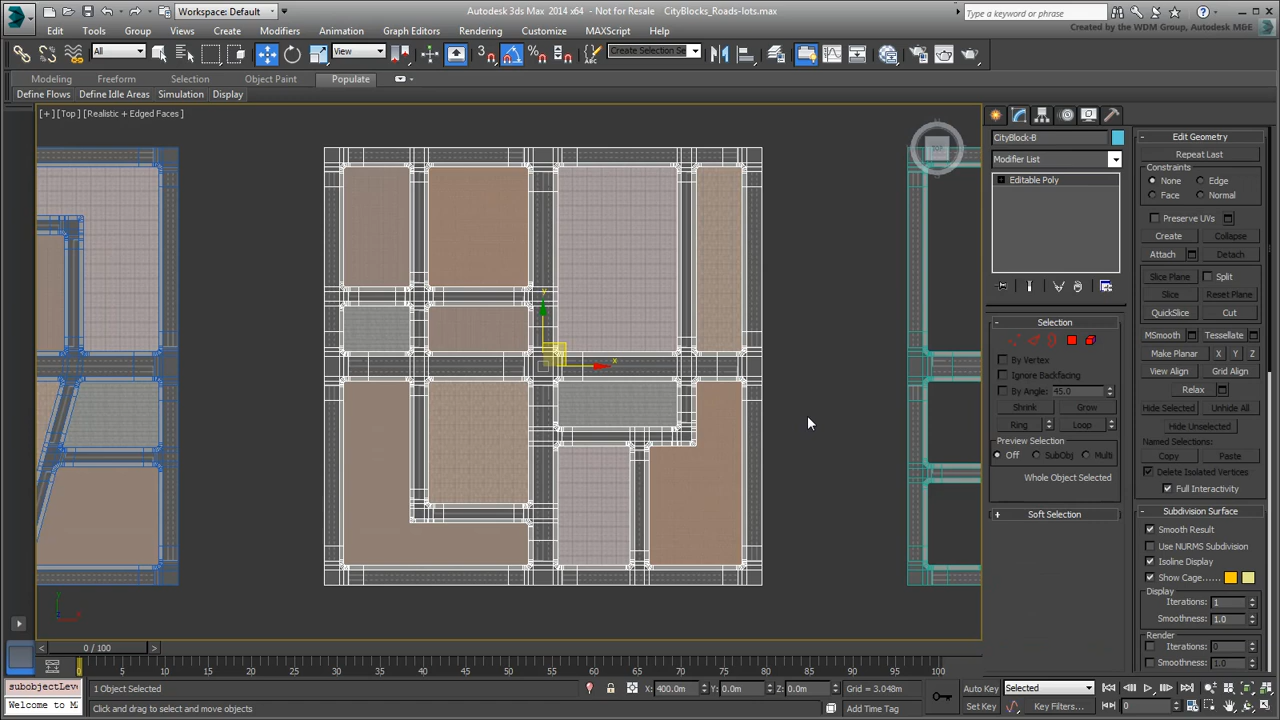 Workspace: Default
Autodesk 3ds Max 2014 x64 - Not for Resale CityBlocks_Roads-lots.max
Type a keyword or phrase
Edit Tools Group Views Create Modifiers Animation Graph Editors Rendering Customize MAXScript Help
Created by the WDM Group, Autodesk M&E
All View Create Selection Se
Modeling Freeform Selection Object Paint Populate
Define Flows Define Idle Areas Simulation Display
[+] [Top] [Realistic + Edged Faces]
TOP
y
x
CityBlock-B
Modifier List
Editable Poly
Selection
By Vertex
Ignore Backfacing
By Angle: 45.0
Shrink Grow
Ring Loop
Preview Selection
Off SubObj Multi
Whole Object Selected
Soft Selection
Edit Geometry
Repeat Last
Constraints
None Edge
Face Normal
Preserve UVs
Create Collapse
Attach Detach
Slice Plane Split
Slice Reset Plane
QuickSlice Cut
MSmooth Tessellate
Make Planar X Y Z
View Align Grid Align
Relax
Hide Selected Unhide All
Hide Unselected
Named Selections:
Copy Paste
Delete Isolated Vertices
Full Interactivity
Subdivision Surface
Smooth Result
Use NURMS Subdivision
Isoline Display
Show Cage......
Display
Iterations: 1
Smoothness: 1.0
Render
Iterations: 0
Smoothness: 1.0
0 / 100
0 5 10 15 20 25 30 35 40 45 50 55 60 65 70 75 80 85 90 95 100
subobjectLeve
1 Object Selected
X: 400.0m Y: 0.0m Z: 0.0m Grid = 3.048m
Auto Key Selected
Welcome to M
Click and drag to select and move objects
Add Time Tag
Set Key Key Filters... 0